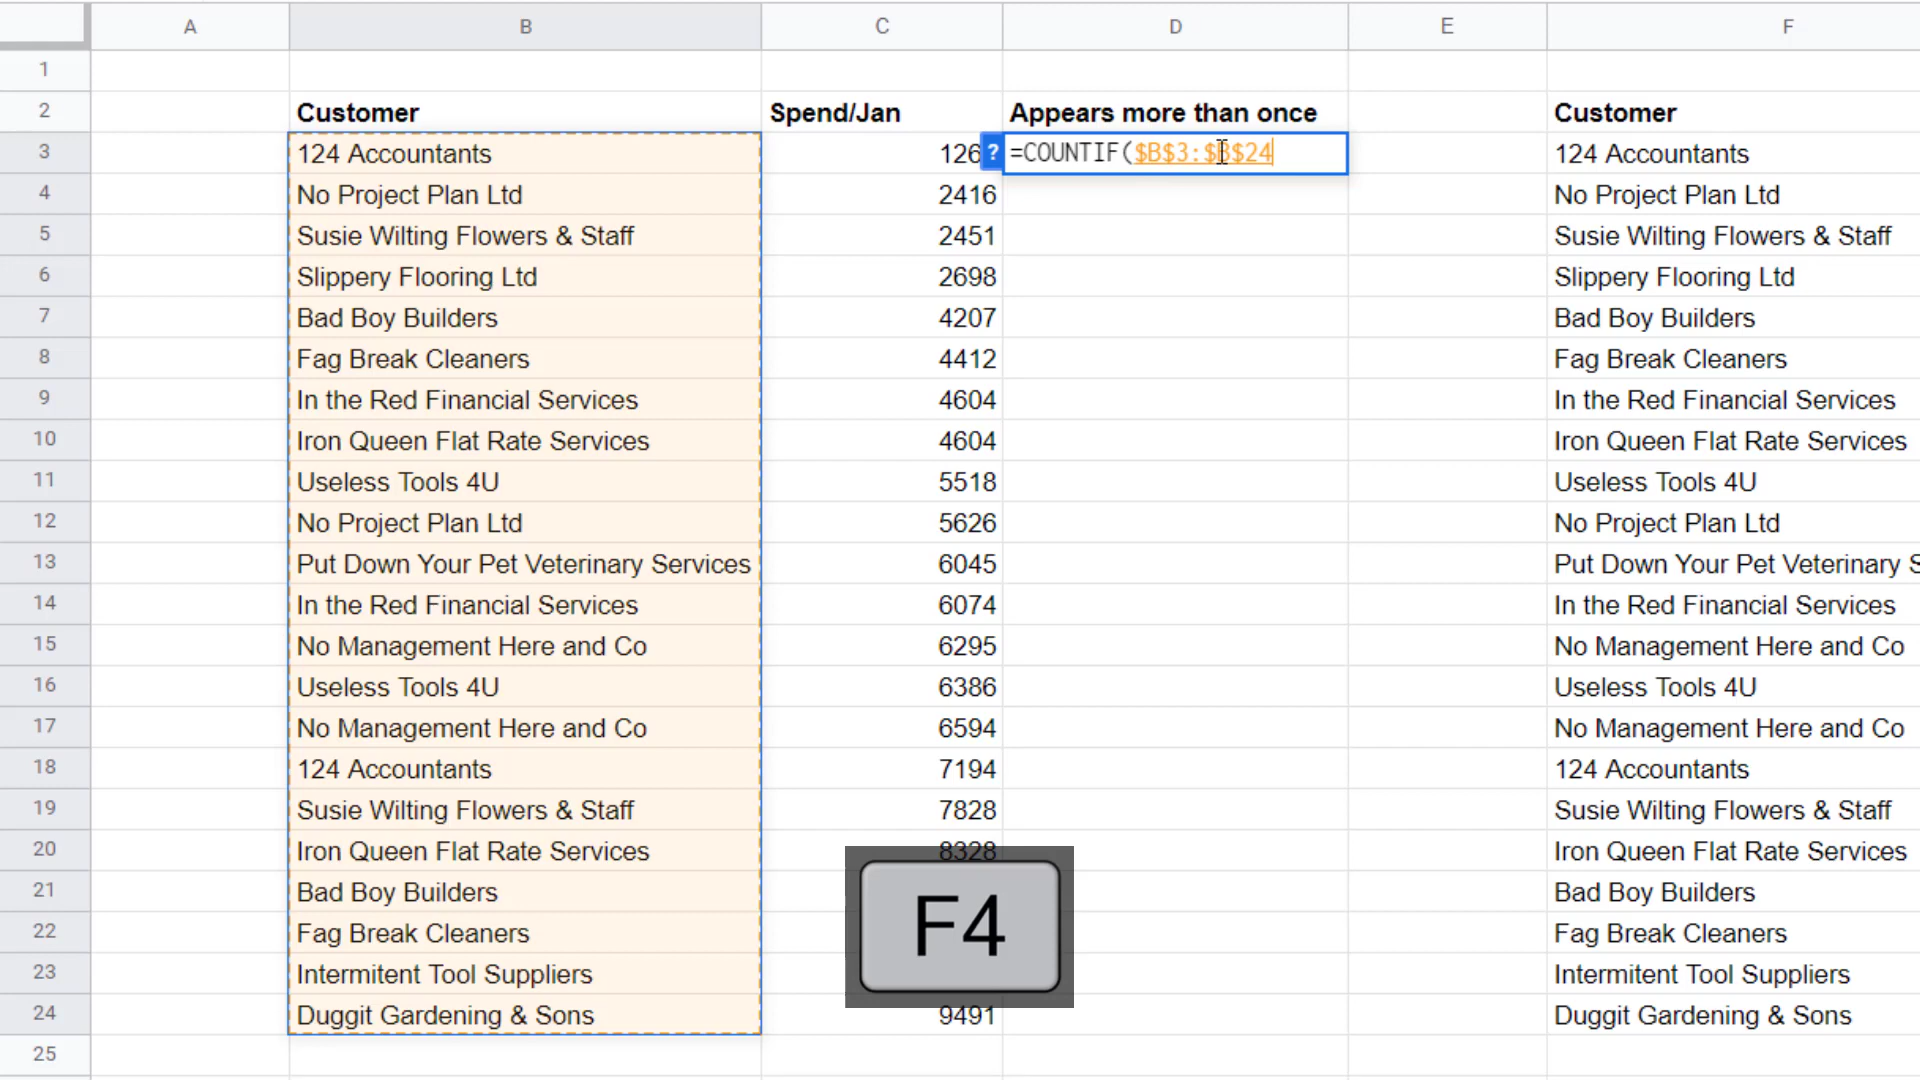 A B C D E F
1
2 Customer Spend/Jan Appears more than once Customer
3 124 Accountants 126 ? =COUNTIF($B$3:$B$24 124 Accountants
4 No Project Plan Ltd 2416 No Project Plan Ltd
5 Susie Wilting Flowers & Staff 2451 Susie Wilting Flowers & Staff
6 Slippery Flooring Ltd 2698 Slippery Flooring Ltd
7 Bad Boy Builders 4207 Bad Boy Builders
8 Fag Break Cleaners 4412 Fag Break Cleaners
9 In the Red Financial Services 4604 In the Red Financial Services
10 Iron Queen Flat Rate Services 4604 Iron Queen Flat Rate Services
11 Useless Tools 4U 5518 Useless Tools 4U
12 No Project Plan Ltd 5626 No Project Plan Ltd
13 Put Down Your Pet Veterinary Services 6045 Put Down Your Pet Veterinary S
14 In the Red Financial Services 6074 In the Red Financial Services
15 No Management Here and Co 6295 No Management Here and Co
16 Useless Tools 4U 6386 Useless Tools 4U
17 No Management Here and Co 6594 No Management Here and Co
18 124 Accountants 7194 124 Accountants
19 Susie Wilting Flowers & Staff 7828 Susie Wilting Flowers & Staff
20 Iron Queen Flat Rate Services 8328 Iron Queen Flat Rate Services
21 Bad Boy Builders Bad Boy Builders
22 Fag Break Cleaners F4 Fag Break Cleaners
23 Intermitent Tool Suppliers Intermitent Tool Suppliers
24 Duggit Gardening & Sons 9491 Duggit Gardening & Sons
25